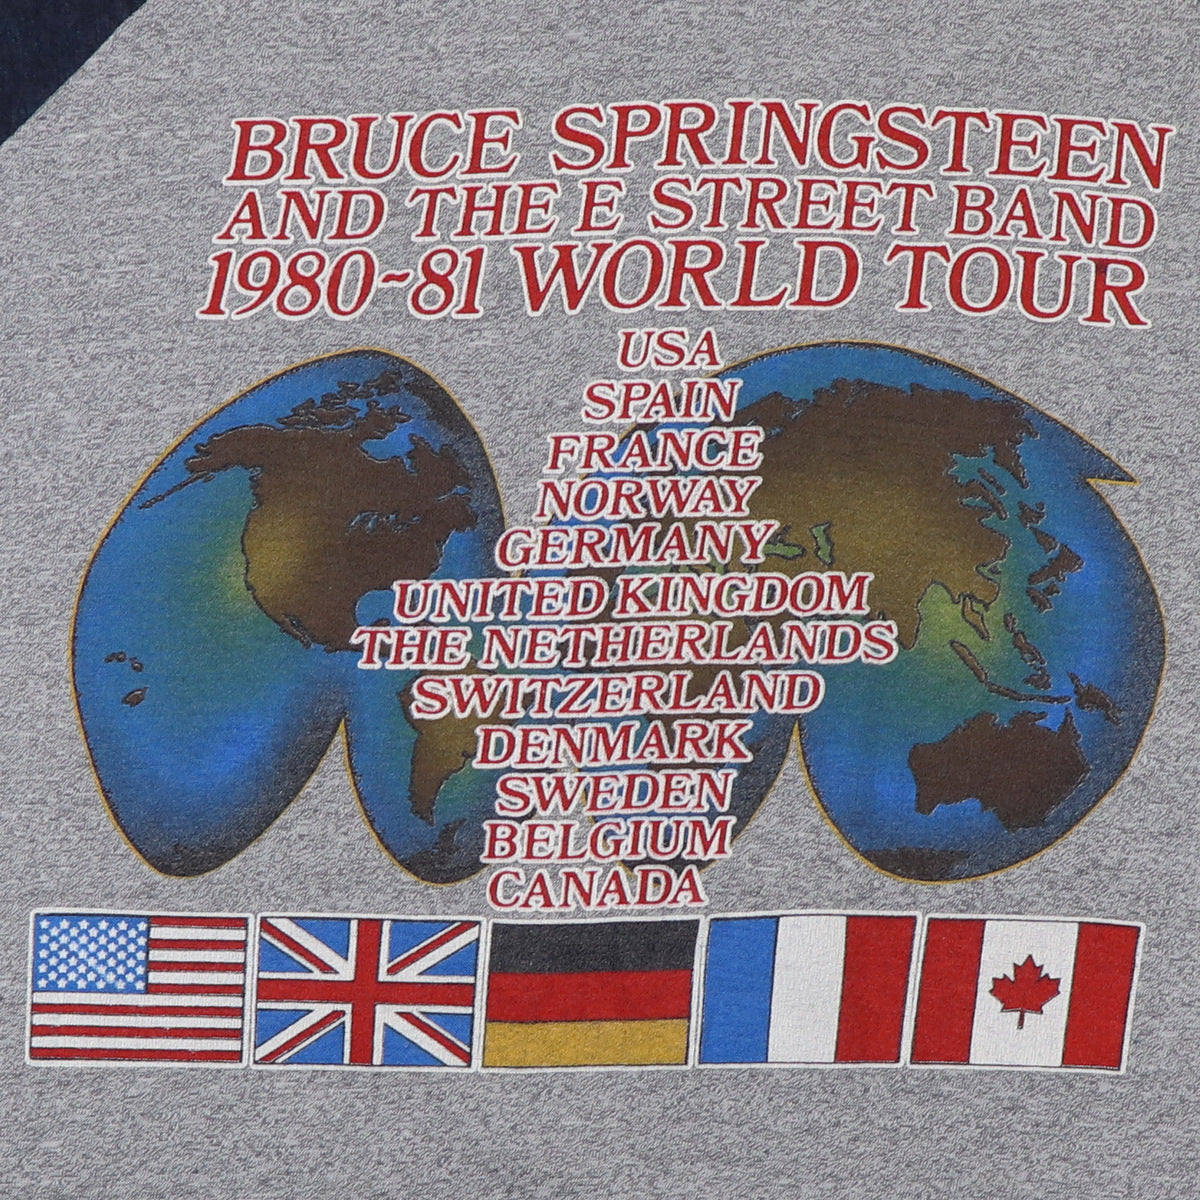 BRUCE SPRINGSTEEN
AND THE E STREET BAND
1980~81 WORLD TOUR
USA
SPAIN
FRANCE
NORWAY
GERMANY
UNITED KINGDOM
THE NETHERLANDS
SWITZERLAND
DENMARK
SWEDEN
BELGIUM
CANADA